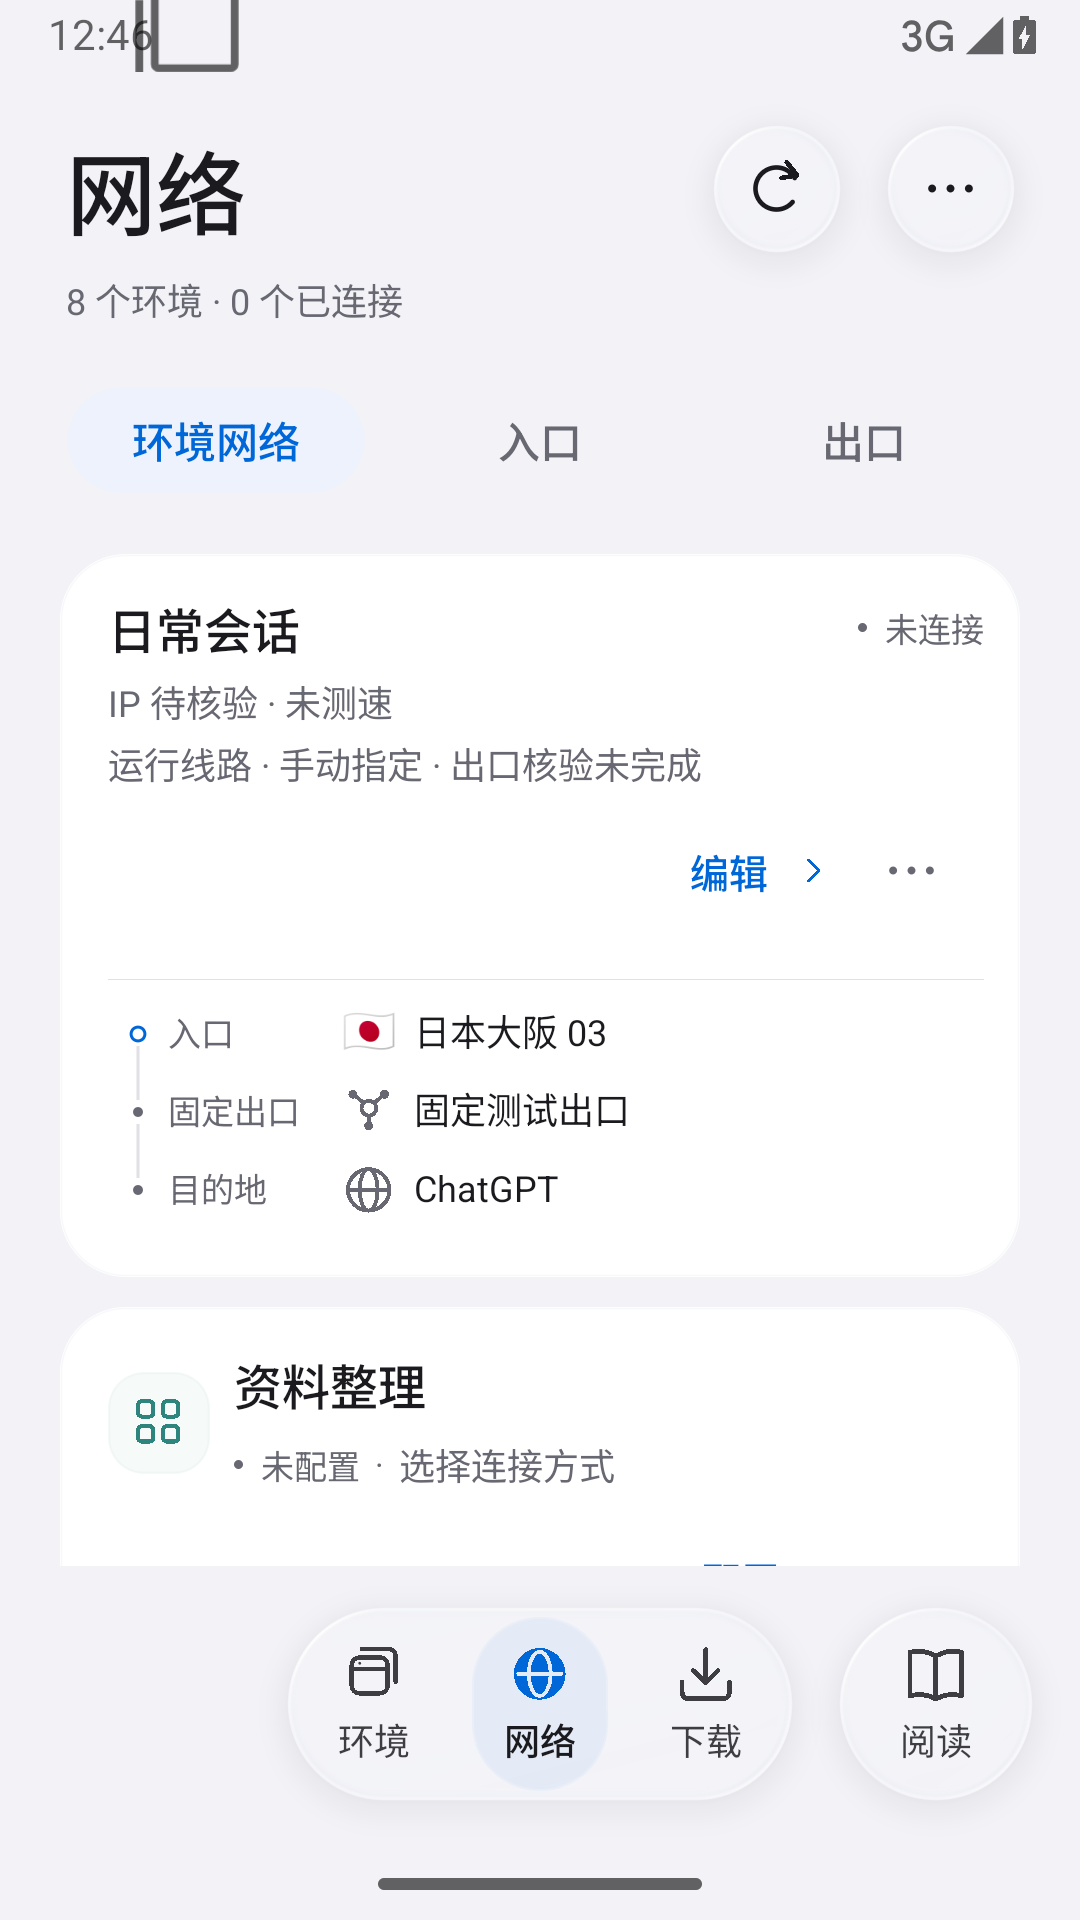 12:46
3G
网络
8 个环境 · 0 个已连接
环境网络
入口
出口
日常会话
• 未连接
IP 待核验 · 未测速
运行线路 · 手动指定 · 出口核验未完成
编辑
入口 日本大阪 03
固定出口 固定测试出口
目的地 ChatGPT
资料整理
• 未配置 · 选择连接方式
环境
网络
下载
阅读